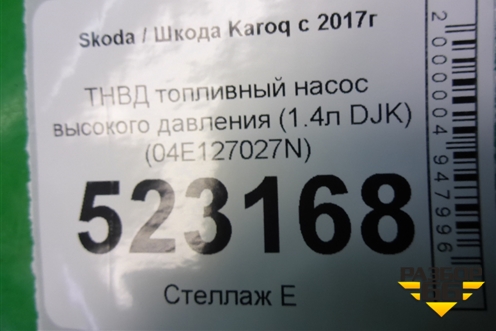 Skoda / Шкода Karoq с 2017г
ТНВД топливный насос
высокого давления (1.4л DJK)
(04E127027N)
523168
Стеллаж Е
2000004947996